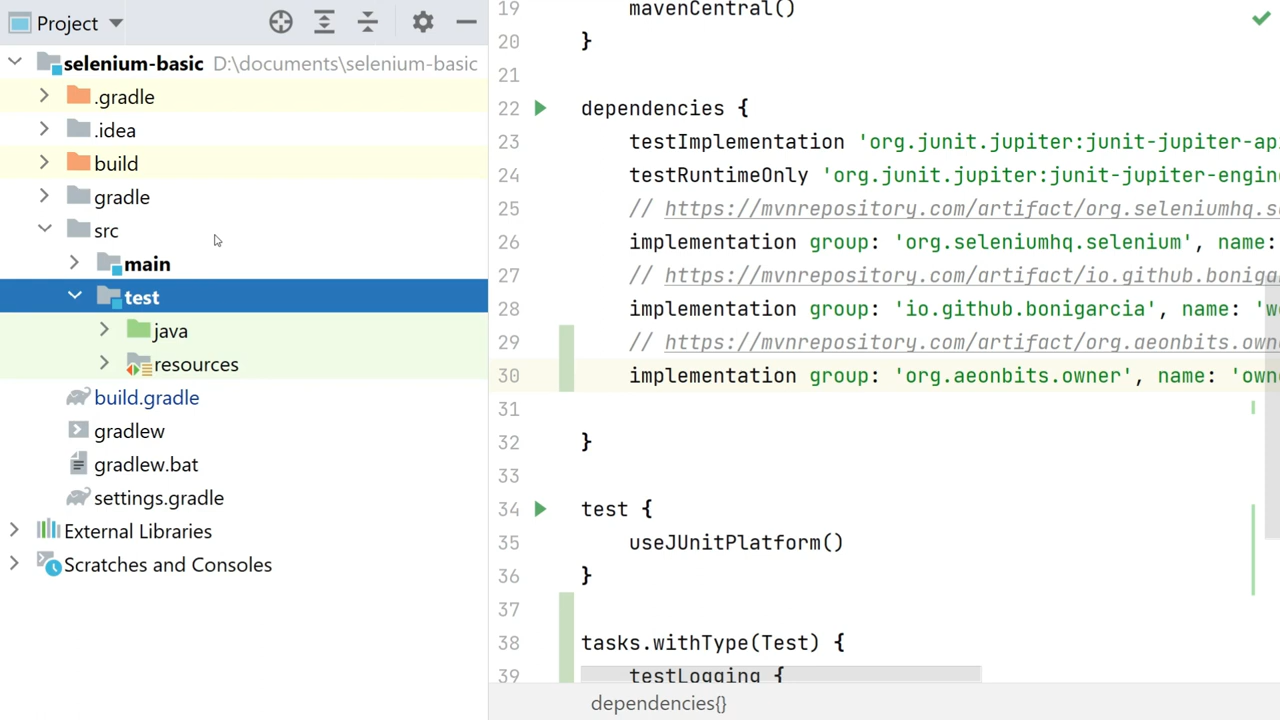 Project
selenium-basic D:\documents\selenium-basic
.gradle
.idea
build
gradle
src
main
test
java
resources
build.gradle
gradlew
gradlew.bat
settings.gradle
External Libraries
Scratches and Consoles
19 mavenCentral()
20 }
21
22 dependencies {
23 testImplementation 'org.junit.jupiter:junit-jupiter-api
24 testRuntimeOnly 'org.junit.jupiter:junit-jupiter-engin
25 // https://mvnrepository.com/artifact/org.seleniumhq.se
26 implementation group: 'org.seleniumhq.selenium', name:
27 // https://mvnrepository.com/artifact/io.github.bonigar
28 implementation group: 'io.github.bonigarcia', name: 'w
29 // https://mvnrepository.com/artifact/org.aeonbits.own
30 implementation group: 'org.aeonbits.owner', name: 'own
31
32 }
33
34 test {
35 useJUnitPlatform()
36 }
37
38 tasks.withType(Test) {
39 testLogging {
dependencies{}